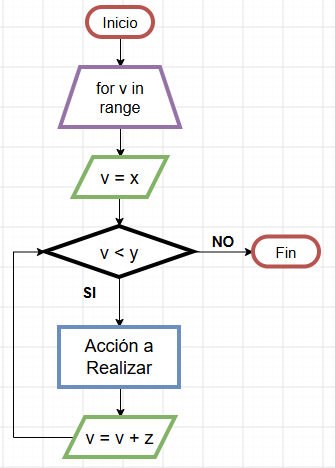 Inicio
for v in
range
v = x
v < y
NO
Fin
SI
Acción a
Realizar
v = v + z